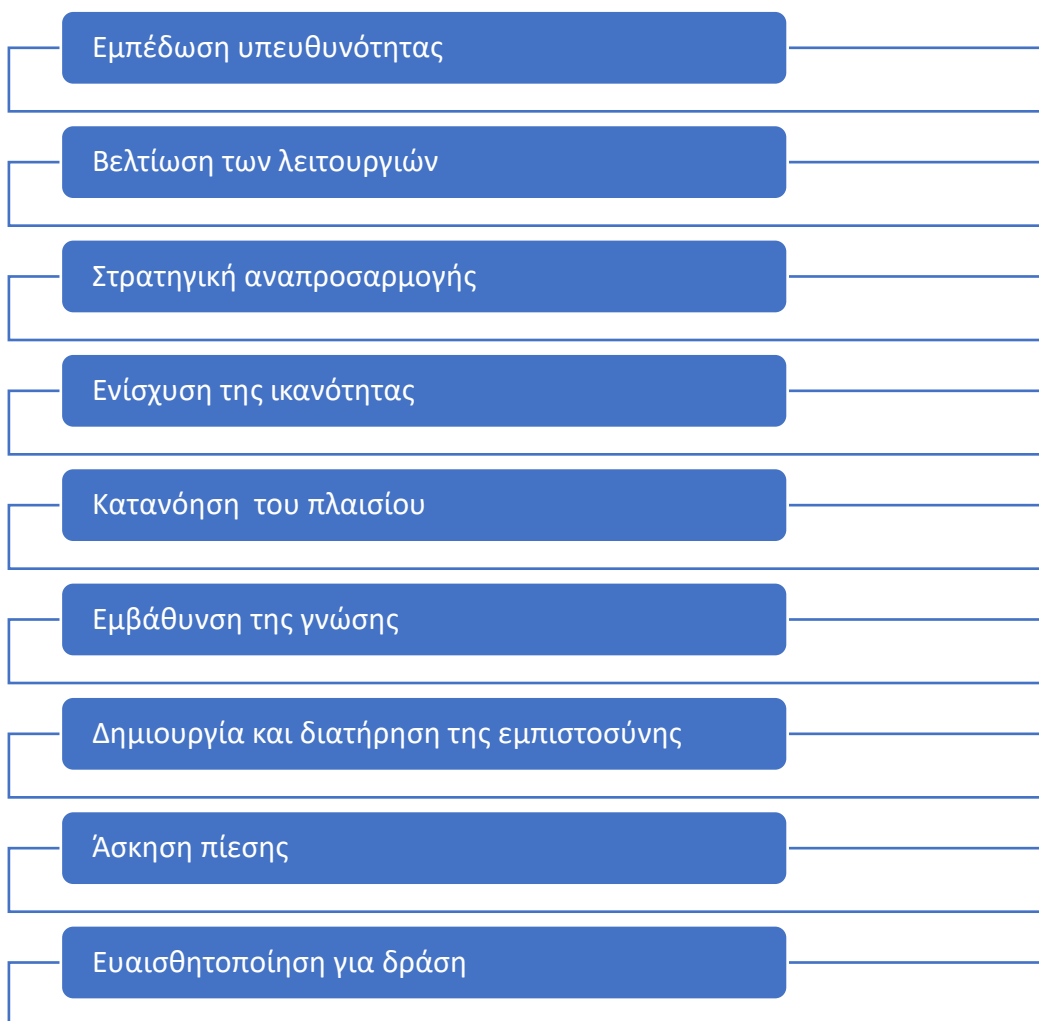 Εμπέδωση υπευθυνότητας
Βελτίωση των λειτουργιών
Στρατηγική αναπροσαρμογής
Ενίσχυση της ικανότητας
Κατανόηση  του πλαισίου
Εμβάθυνση της γνώσης
Δημιουργία και διατήρηση της εμπιστοσύνης
Άσκηση πίεσης
Ευαισθητοποίηση για δράση